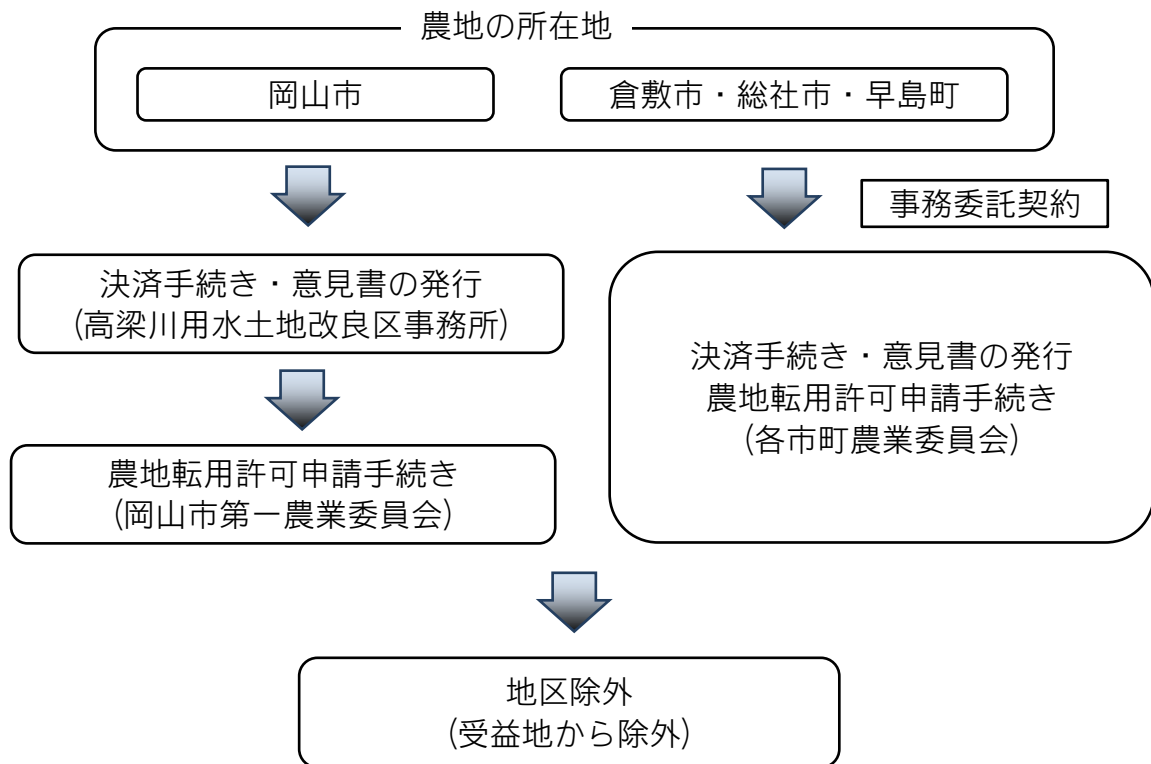 農地の所在地
岡山市
倉敷市・総社市・早島町
事務委託契約
決済手続き・意見書の発行
(高梁川用水土地改良区事務所)
農地転用許可申請手続き
(岡山市第一農業委員会)
決済手続き・意見書の発行
農地転用許可申請手続き
(各市町農業委員会)
地区除外
(受益地から除外)